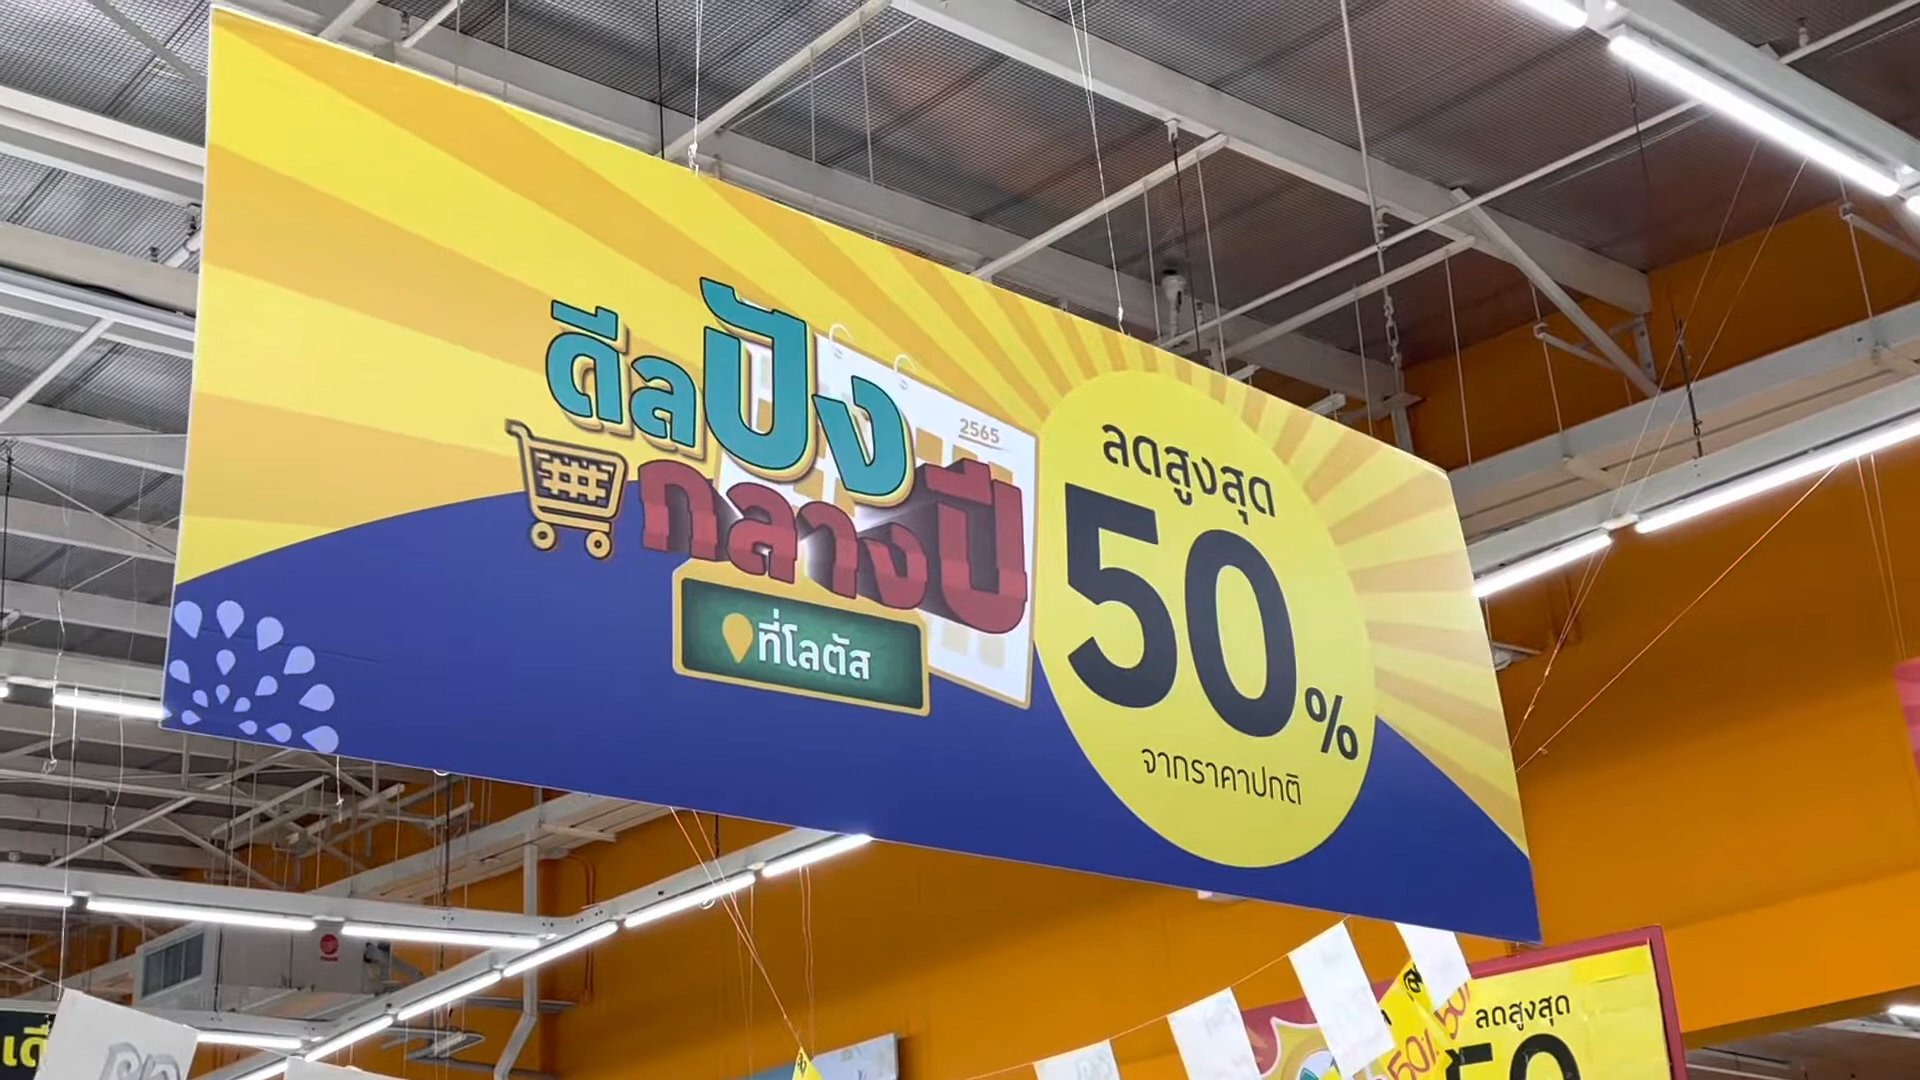 ดีลปัง
2565
กลางปี
ที่โลตัส
ลดสูงสุด
50%
จากราคาปกติ
ลดสูงสุด
50
50%